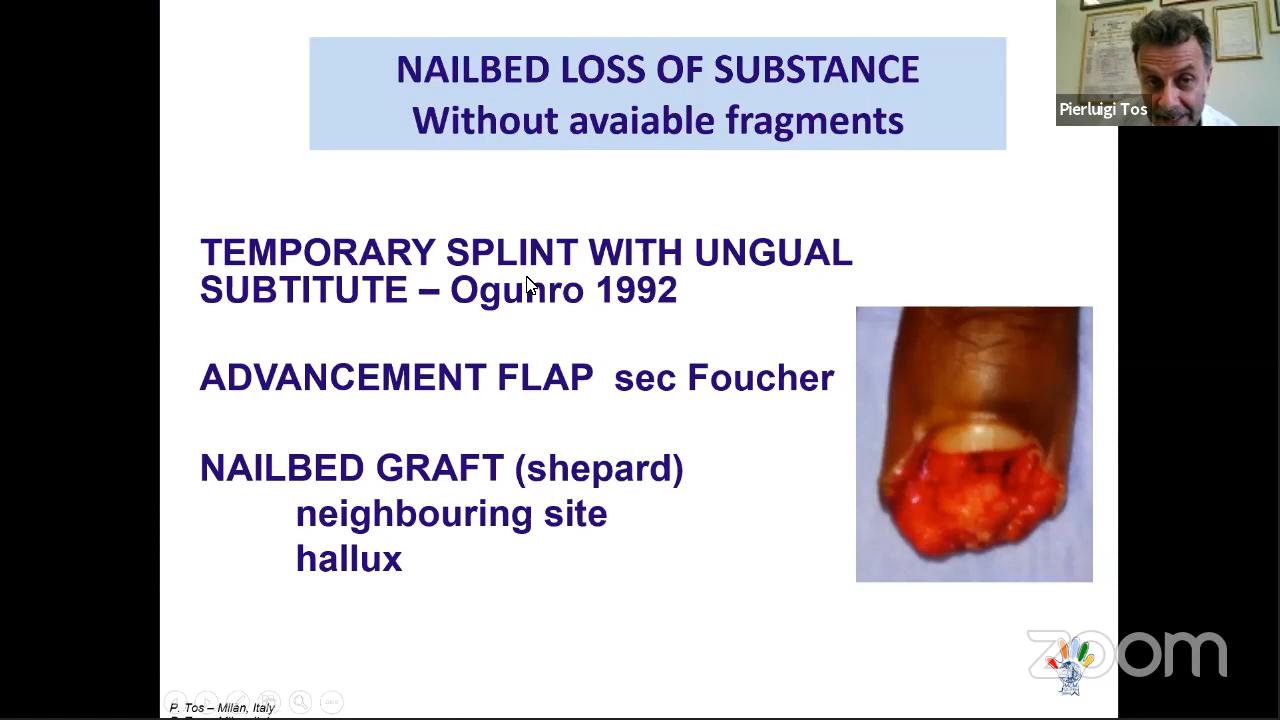 NAILBED LOSS OF SUBSTANCE
Without avaiable fragments
Pierluigi Tos
TEMPORARY SPLINT WITH UNGUAL
SUBTITUTE – Ogunro 1992
ADVANCEMENT FLAP sec Foucher
NAILBED GRAFT (shepard)
neighbouring site
hallux
zoom
P. Tos – Milan, Italy